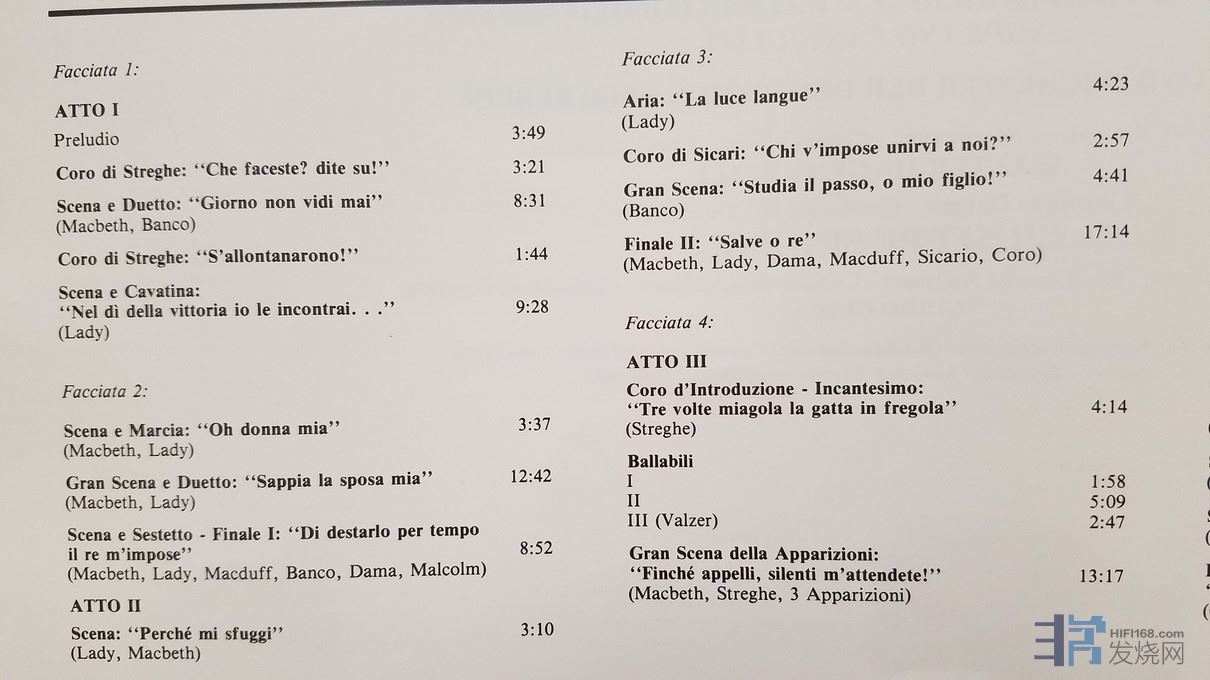 Facciata 1:
ATTO I
Preludio 3:49
Coro di Streghe: “Che faceste? dite su!” 3:21
Scena e Duetto: “Giorno non vidi mai” 8:31
(Macbeth, Banco)
Coro di Streghe: “S’allontanarono!” 1:44
Scena e Cavatina:
“Nel dì della vittoria io le incontrai. . .” 9:28
(Lady)
Facciata 2:
Scena e Marcia: “Oh donna mia” 3:37
(Macbeth, Lady)
Gran Scena e Duetto: “Sappia la sposa mia” 12:42
(Macbeth, Lady)
Scena e Sestetto - Finale I: “Di destarlo per tempo
il re m’impose” 8:52
(Macbeth, Lady, Macduff, Banco, Dama, Malcolm)
ATTO II
Scena: “Perché mi sfuggi” 3:10
(Lady, Macbeth)
Facciata 3:
Aria: “La luce langue” 4:23
(Lady)
Coro di Sicari: “Chi v’impose unirvi a noi?” 2:57
Gran Scena: “Studia il passo, o mio figlio!” 4:41
(Banco)
Finale II: “Salve o re” 17:14
(Macbeth, Lady, Dama, Macduff, Sicario, Coro)
Facciata 4:
ATTO III
Coro d’Introduzione - Incantesimo:
“Tre volte miagola la gatta in fregola” 4:14
(Streghe)
Ballabili
I 1:58
II 5:09
III (Valzer) 2:47
Gran Scena della Apparizioni:
“Finché appelli, silenti m’attendete!” 13:17
(Macbeth, Streghe, 3 Apparizioni)
HIFI168.com
发烧网